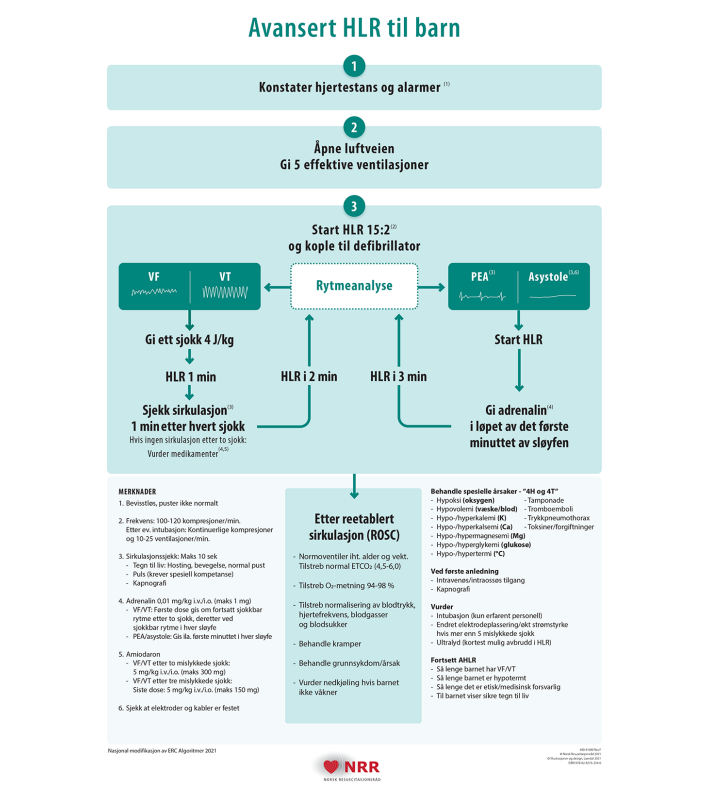 Avansert HLR til barn
1
Konstater hjertestans og alarmer (1)
2
Åpne luftveien
Gi 5 effektive ventilasjoner
3
Start HLR 15:2(2)
og kople til defibrillator
VF
VT
Rytmeanalyse
PEA(3)
Asystole(3,6)
Gi ett sjokk 4 J/kg
Start HLR
HLR 1 min
HLR i 2 min
HLR i 3 min
Sjekk sirkulasjon(3)
1 min etter hvert sjokk
Hvis ingen sirkulasjon etter to sjokk:
Vurder medikamenter(4,5)
Gi adrenalin(4)
i løpet av det første
minuttet av sløyfen
MERKNADER
1. Bevisstløs, puster ikke normalt
2. Frekvens: 100-120 kompresjoner/min.
Etter ev. intubasjon: Kontinuerlige kompresjoner
og 10-25 ventilasjoner/min.
3. Sirkulasjonssjekk: Maks 10 sek
- Tegn til liv: Hosting, bevegelse, normal pust
- Puls (krever spesiell kompetanse)
- Kapnografi
4. Adrenalin 0,01 mg/kg i.v./i.o. (maks 1 mg)
- VF/VT: Første dose gis om fortsatt sjokkbar
rytme etter to sjokk, deretter ved
sjokkbar rytme i hver sløyfe
- PEA/asystole: Gis ila. første minuttet i hver sløyfe
5. Amiodaron
- VF/VT etter to mislykkede sjokk:
5 mg/kg i.v./i.o. (maks 300 mg)
- VF/VT etter tre mislykkede sjokk:
Siste dose: 5 mg/kg i.v./i.o. (maks 150 mg)
6. Sjekk at elektroder og kabler er festet
Etter reetablert
sirkulasjon (ROSC)
- Normoventiler iht. alder og vekt.
Tilstreb normal ETCO₂ (4,5-6,0)
- Tilstreb O₂-metning 94-98 %
- Tilstreb normalisering av blodtrykk,
hjertefrekvens, blodgasser
og blodsukker
- Behandle kramper
- Behandle grunnsykdom/årsak
- Vurder nedkjøling hvis barnet
ikke våkner
Behandle spesielle årsaker - "4H og 4T"
- Hypoksi (oksygen) - Tamponade
- Hypovolemi (væske/blod) - Tromboemboli
- Hypo-/hyperkalemi (K) - Trykkpneumothorax
- Hypo-/hyperkalsemi (Ca) - Toksiner/forgiftninger
- Hypo-/hypermagnesemi (Mg)
- Hypo-/hyperglykemi (glukose)
- Hypo-/hypertermi (°C)
Ved første anledning
- Intravenøs/intraossøs tilgang
- Kapnografi
Vurder
- Intubasjon (kun erfarent personell)
- Endret elektrodeplassering/økt strømstyrke
hvis mer enn 5 mislykkede sjokk
- Ultralyd (kortest mulig avbrudd i HLR)
Fortsett AHLR
- Så lenge barnet har VF/VT
- Så lenge barnet er hypotermt
- Så lenge det er etisk/medisinsk forsvarlig
- Til barnet viser sikre tegn til liv
Nasjonal modifikasjon av ERC Algoritmer 2021
NRR
NORSK RESUSCITASJONSRÅD